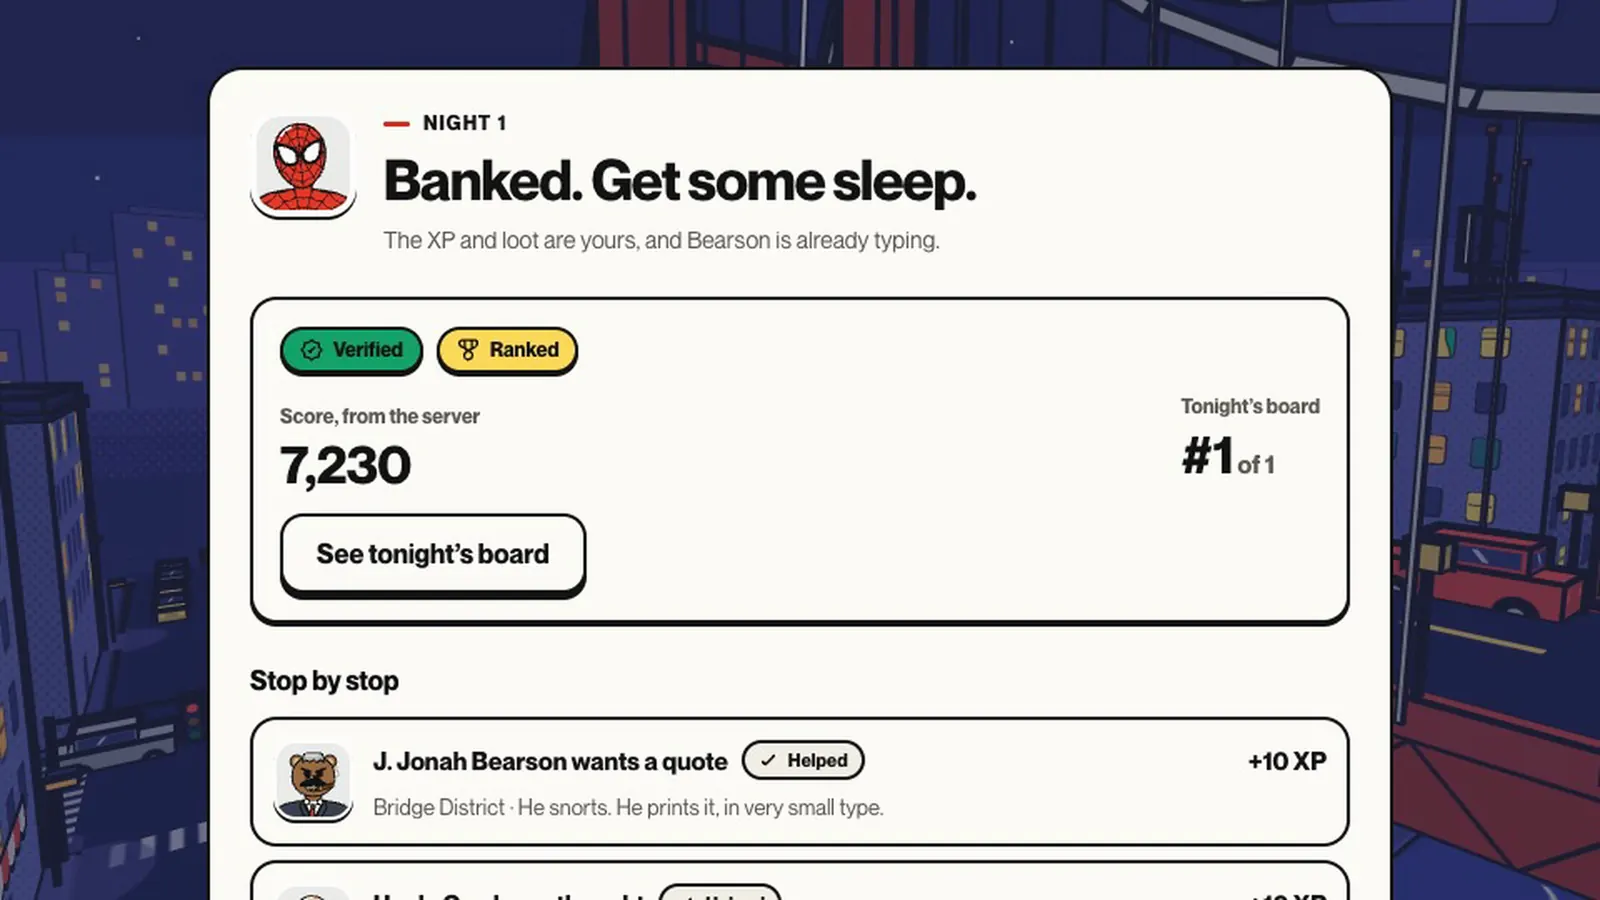 NIGHT 1
Banked. Get some sleep.
The XP and loot are yours, and Bearson is already typing.
Verified
Ranked
Score, from the server
7,230
Tonight’s board
#1 of 1
See tonight’s board
Stop by stop
J. Jonah Bearson wants a quote
Helped
+10 XP
Bridge District · He snorts. He prints it, in very small type.